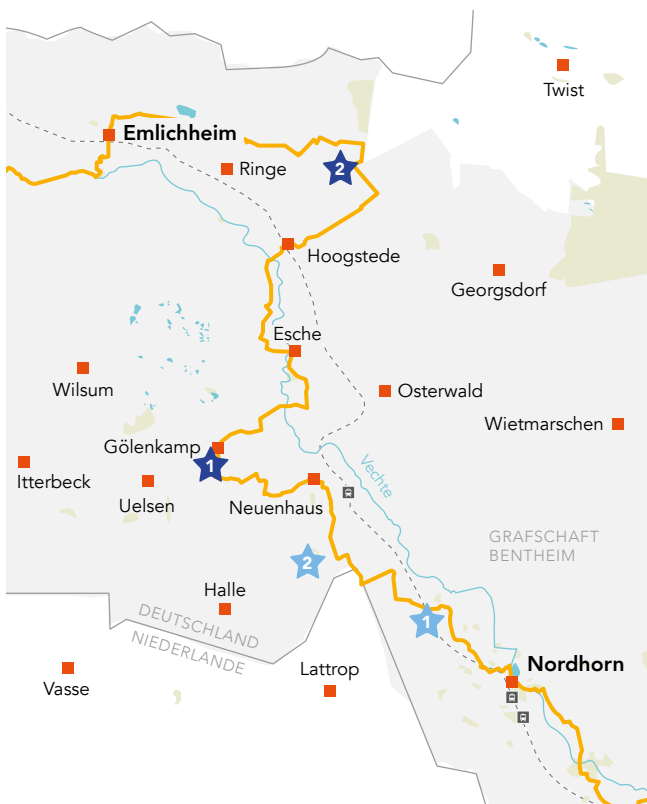 Twist
Emlichheim
2
Ringe
Hoogstede
Georgsdorf
Esche
Wilsum
Osterwald
Wietmarschen
Gölenkamp
1
Itterbeck
Vechte
Uelsen
Neuenhaus
GRAFSCHAFT
BENTHEIM
2
Halle
DEUTSCHLAND
NIEDERLANDE
1
Lattrop
Nordhorn
Vasse